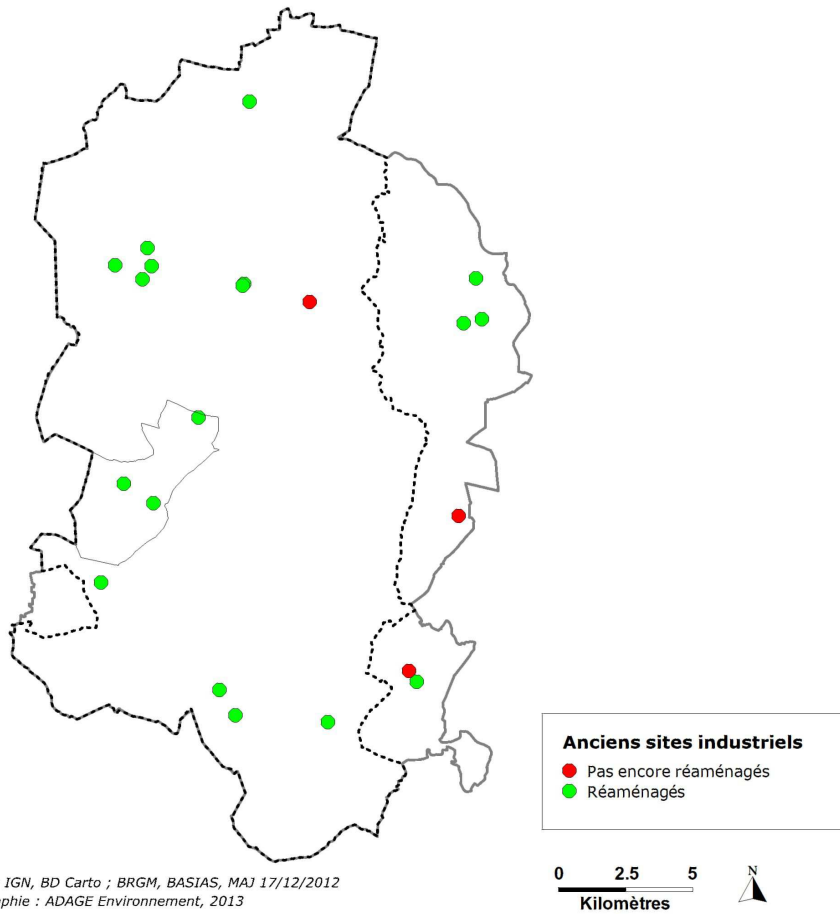 Anciens sites industriels
Pas encore réaménagés
Réaménagés
IGN, BD Carto ; BRGM, BASIAS, MAJ 17/12/2012
phie : ADAGE Environnement, 2013
0 2.5 5
Kilomètres
N